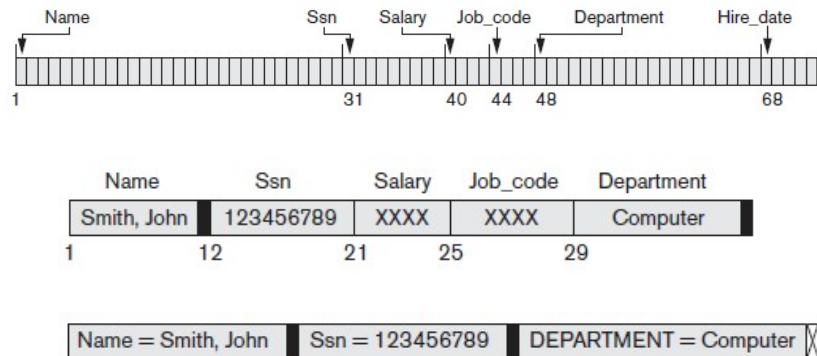 Name Ssn Salary Job_code Department Hire_date
1 31 40 44 48 68
Name Ssn Salary Job_code Department
Smith, John 123456789 XXXX XXXX Computer
1 12 21 25 29
Name = Smith, John Ssn = 123456789 DEPARTMENT = Computer